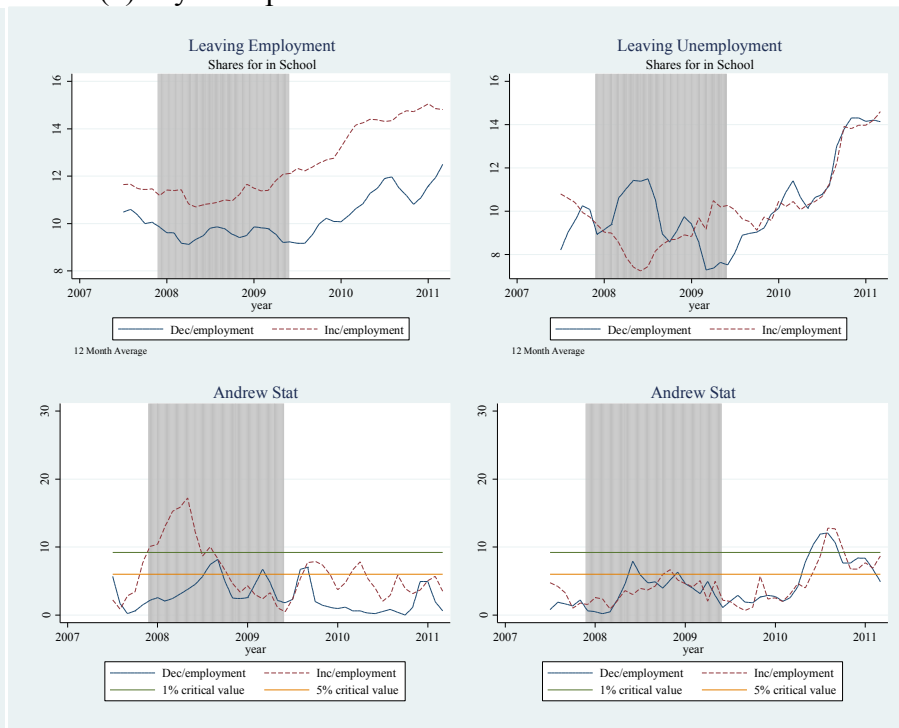 Leaving Employment
Shares for in School
16
14
12
10
8
2007 2008 2009 2010 2011
year
Dec/employment Inc/employment
12 Month Average
Leaving Unemployment
Shares for in School
16
14
12
10
8
2007 2008 2009 2010 2011
year
Dec/employment Inc/employment
12 Month Average
Andrew Stat
30
20
10
0
2007 2008 2009 2010 2011
year
Dec/employment Inc/employment
1% critical value 5% critical value
Andrew Stat
30
20
10
0
2007 2008 2009 2010 2011
year
Dec/employment Inc/employment
1% critical value 5% critical value